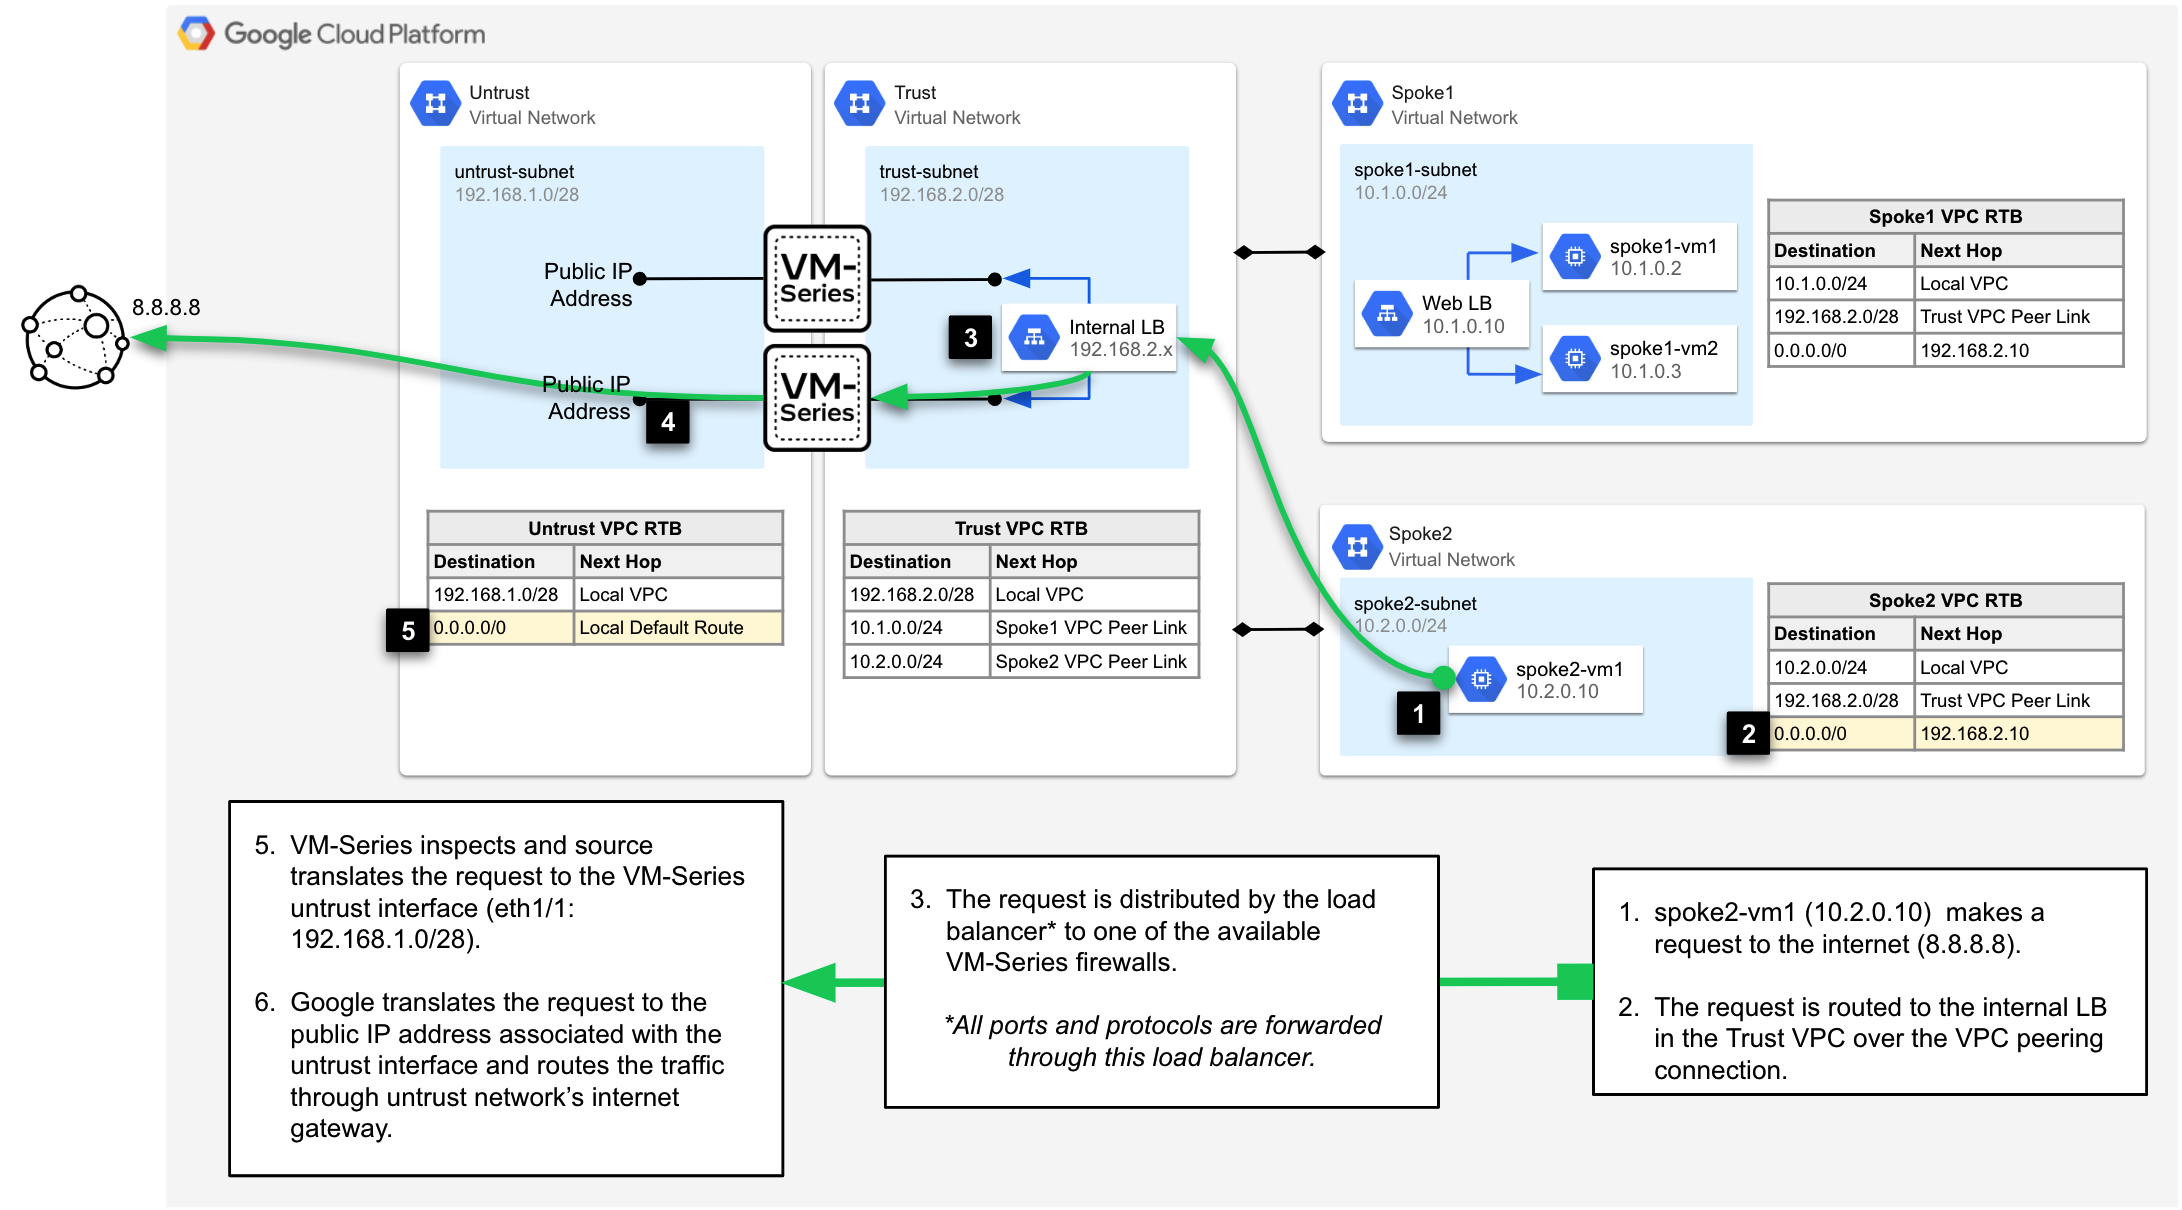 Google Cloud Platform
Untrust
Virtual Network
untrust-subnet
192.168.1.0/28
Public IP
Address
Public IP
Address
4
VM-
Series
VM-
Series
Trust
Virtual Network
trust-subnet
192.168.2.0/28
3
Internal LB
192.168.2.x
8.8.8.8
Spoke1
Virtual Network
spoke1-subnet
10.1.0.0/24
Web LB
10.1.0.10
spoke1-vm1
10.1.0.2
spoke1-vm2
10.1.0.3
Spoke1 VPC RTB
Destination Next Hop
10.1.0.0/24 Local VPC
192.168.2.0/28 Trust VPC Peer Link
0.0.0.0/0 192.168.2.10
Untrust VPC RTB
Destination Next Hop
192.168.1.0/28 Local VPC
5 0.0.0.0/0 Local Default Route
Trust VPC RTB
Destination Next Hop
192.168.2.0/28 Local VPC
10.1.0.0/24 Spoke1 VPC Peer Link
10.2.0.0/24 Spoke2 VPC Peer Link
Spoke2
Virtual Network
spoke2-subnet
10.2.0.0/24
spoke2-vm1
10.2.0.10
1
Spoke2 VPC RTB
Destination Next Hop
10.2.0.0/24 Local VPC
192.168.2.0/28 Trust VPC Peer Link
2 0.0.0.0/0 192.168.2.10
5. VM-Series inspects and source
translates the request to the VM-Series
untrust interface (eth1/1:
192.168.1.0/28).
6. Google translates the request to the
public IP address associated with the
untrust interface and routes the traffic
through untrust network’s internet
gateway.
3. The request is distributed by the load
balancer* to one of the available
VM-Series firewalls.
*All ports and protocols are forwarded
through this load balancer.
1. spoke2-vm1 (10.2.0.10) makes a
request to the internet (8.8.8.8).
2. The request is routed to the internal LB
in the Trust VPC over the VPC peering
connection.